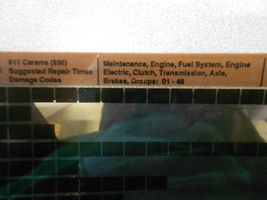 911 Carerra (996)
Suggested Repair Times
Damage Codes
Maintenance, Engine, Fuel System, Engine
Electric, Clutch, Transmission, Axle,
Brakes, Groups: 01 - 48